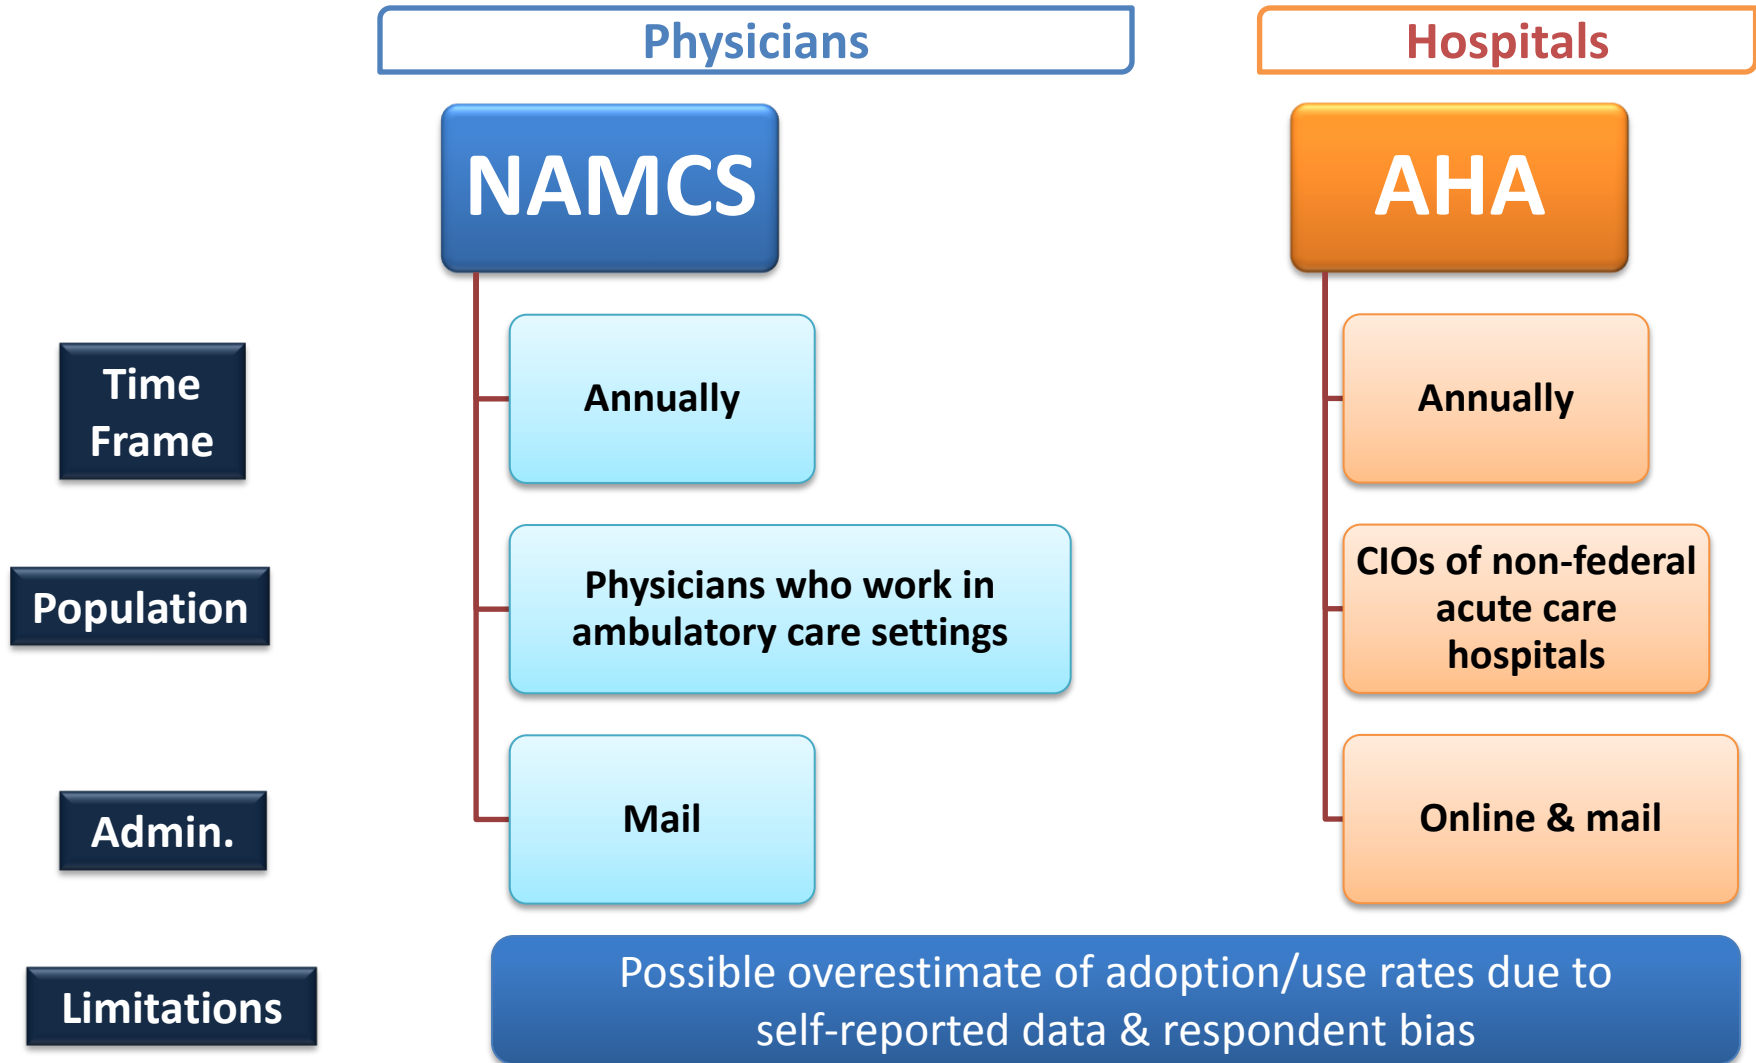 Physicians
Hospitals
NAMCS
AHA
Time
Frame
Annually
Annually
Population
Physicians who work in
ambulatory care settings
CIOs of non-federal
acute care
hospitals
Admin.
Mail
Online & mail
Limitations
Possible overestimate of adoption/use rates due to
self-reported data & respondent bias